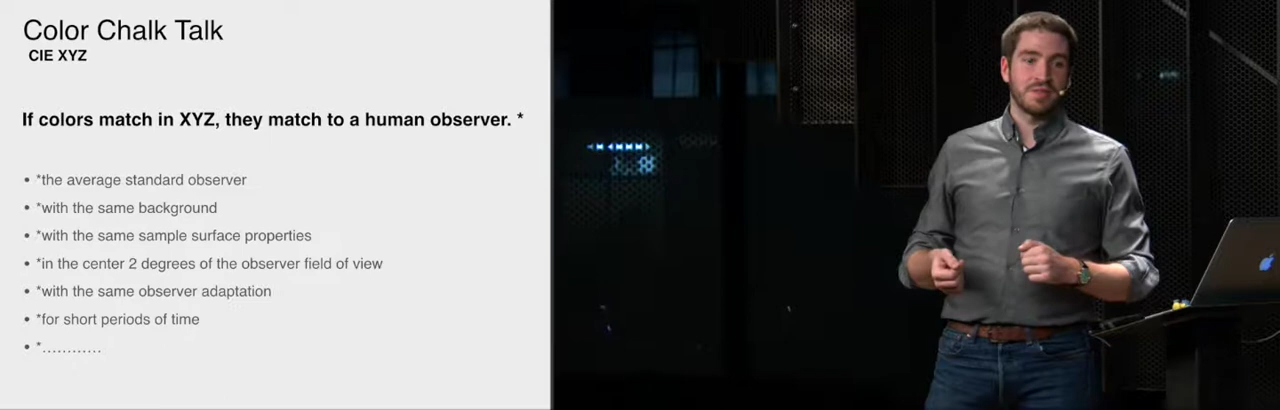 Color Chalk Talk
CIE XYZ
If colors match in XYZ, they match to a human observer. *
• *the average standard observer
• *with the same background
• *with the same sample surface properties
• *in the center 2 degrees of the observer field of view
• *with the same observer adaptation
• *for short periods of time
• *............